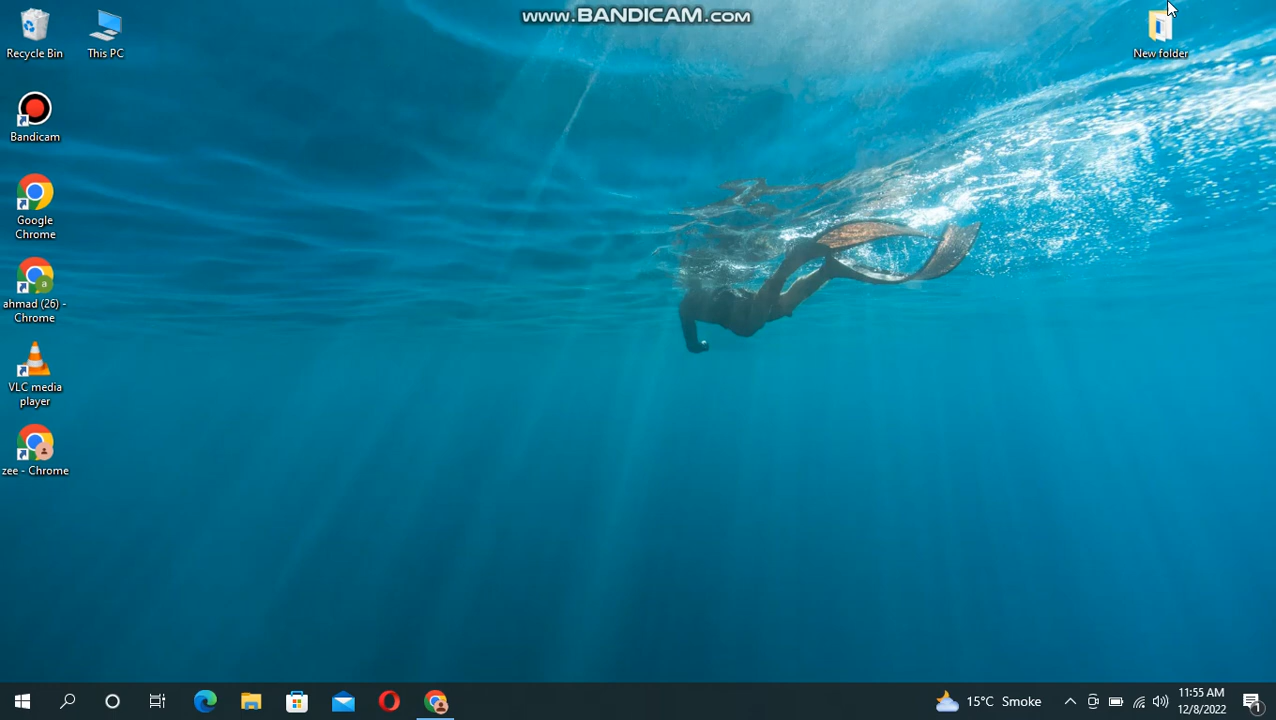 www.BANDICAM.com
Recycle Bin
This PC
New folder
Bandicam
Google
Chrome
a
ahmad (26) -
Chrome
VLC media
player
zee - Chrome
15°C Smoke
11:55 AM
12/8/2022
1